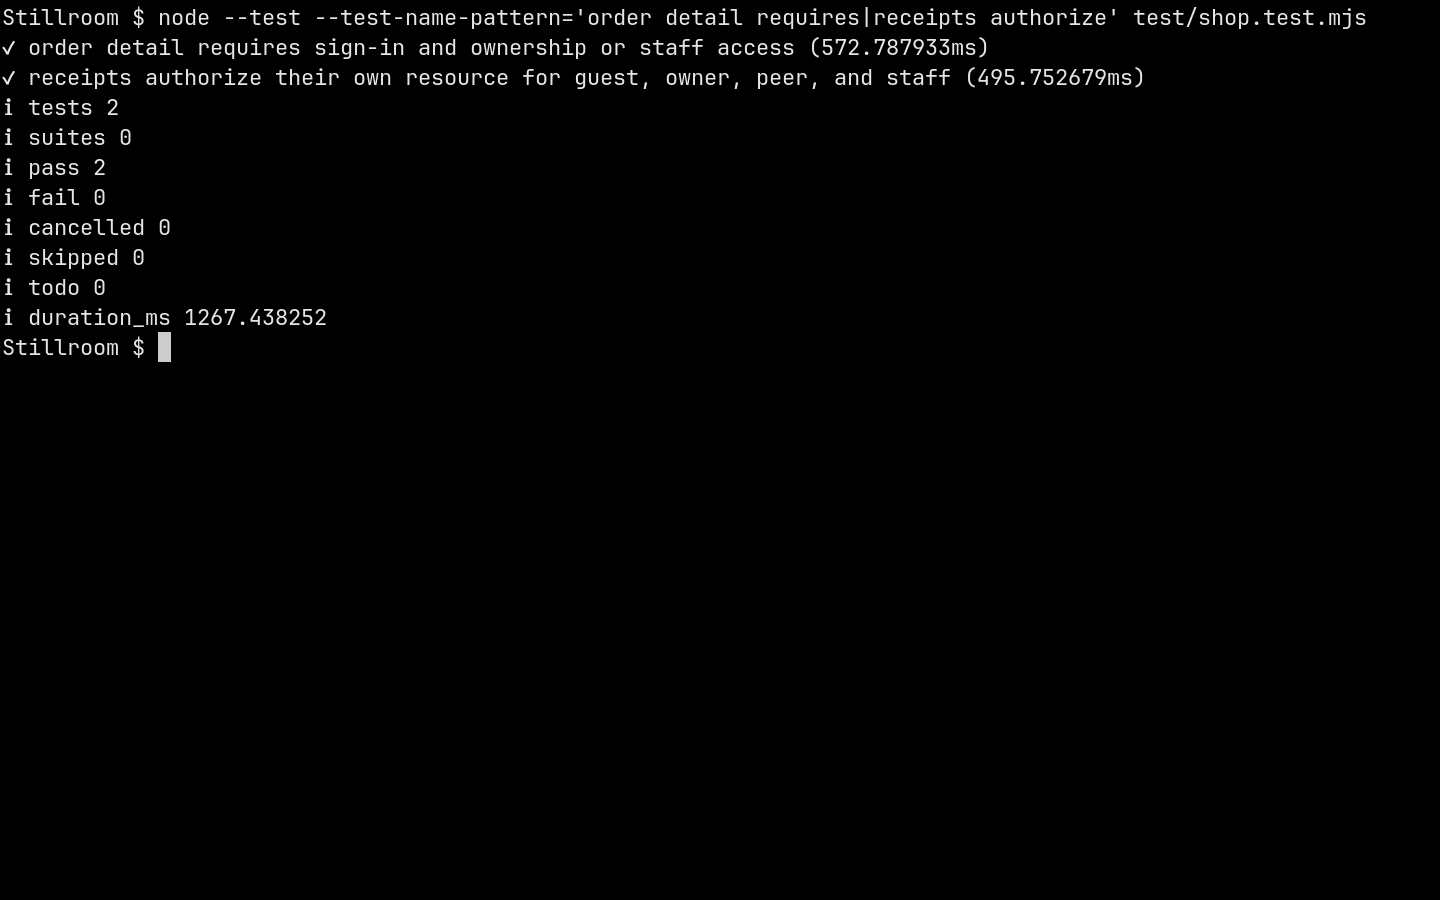 Stillroom $ node --test --test-name-pattern='order detail requires|receipts authorize' test/shop.test.mjs
✓ order detail requires sign-in and ownership or staff access (572.787933ms)
✓ receipts authorize their own resource for guest, owner, peer, and staff (495.752679ms)
ℹ tests 2
ℹ suites 0
ℹ pass 2
ℹ fail 0
ℹ cancelled 0
ℹ skipped 0
ℹ todo 0
ℹ duration_ms 1267.438252
Stillroom $